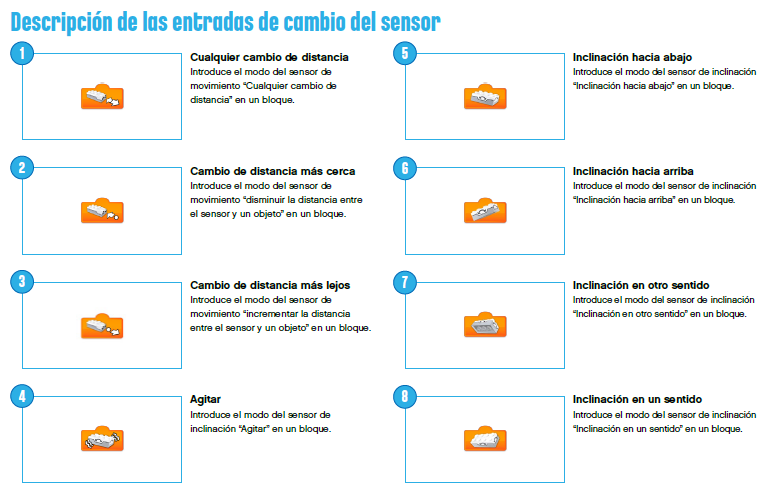 Descripción de las entradas de cambio del sensor
1
Cualquier cambio de distancia
Introduce el modo del sensor de
movimiento “Cualquier cambio de
distancia” en un bloque.
2
Cambio de distancia más cerca
Introduce el modo del sensor de
movimiento “disminuir la distancia entre
el sensor y un objeto” en un bloque.
3
Cambio de distancia más lejos
Introduce el modo del sensor de
movimiento “incrementar la distancia
entre el sensor y un objeto” en un bloque.
4
Agitar
Introduce el modo del sensor de
inclinación “Agitar” en un bloque.
5
Inclinación hacia abajo
Introduce el modo del sensor de inclinación
“Inclinación hacia abajo” en un bloque.
6
Inclinación hacia arriba
Introduce el modo del sensor de inclinación
“Inclinación hacia arriba” en un bloque.
7
Inclinación en otro sentido
Introduce el modo del sensor de inclinación
“Inclinación en otro sentido” en un bloque.
8
Inclinación en un sentido
Introduce el modo del sensor de inclinación
“Inclinación en un sentido” en un bloque.